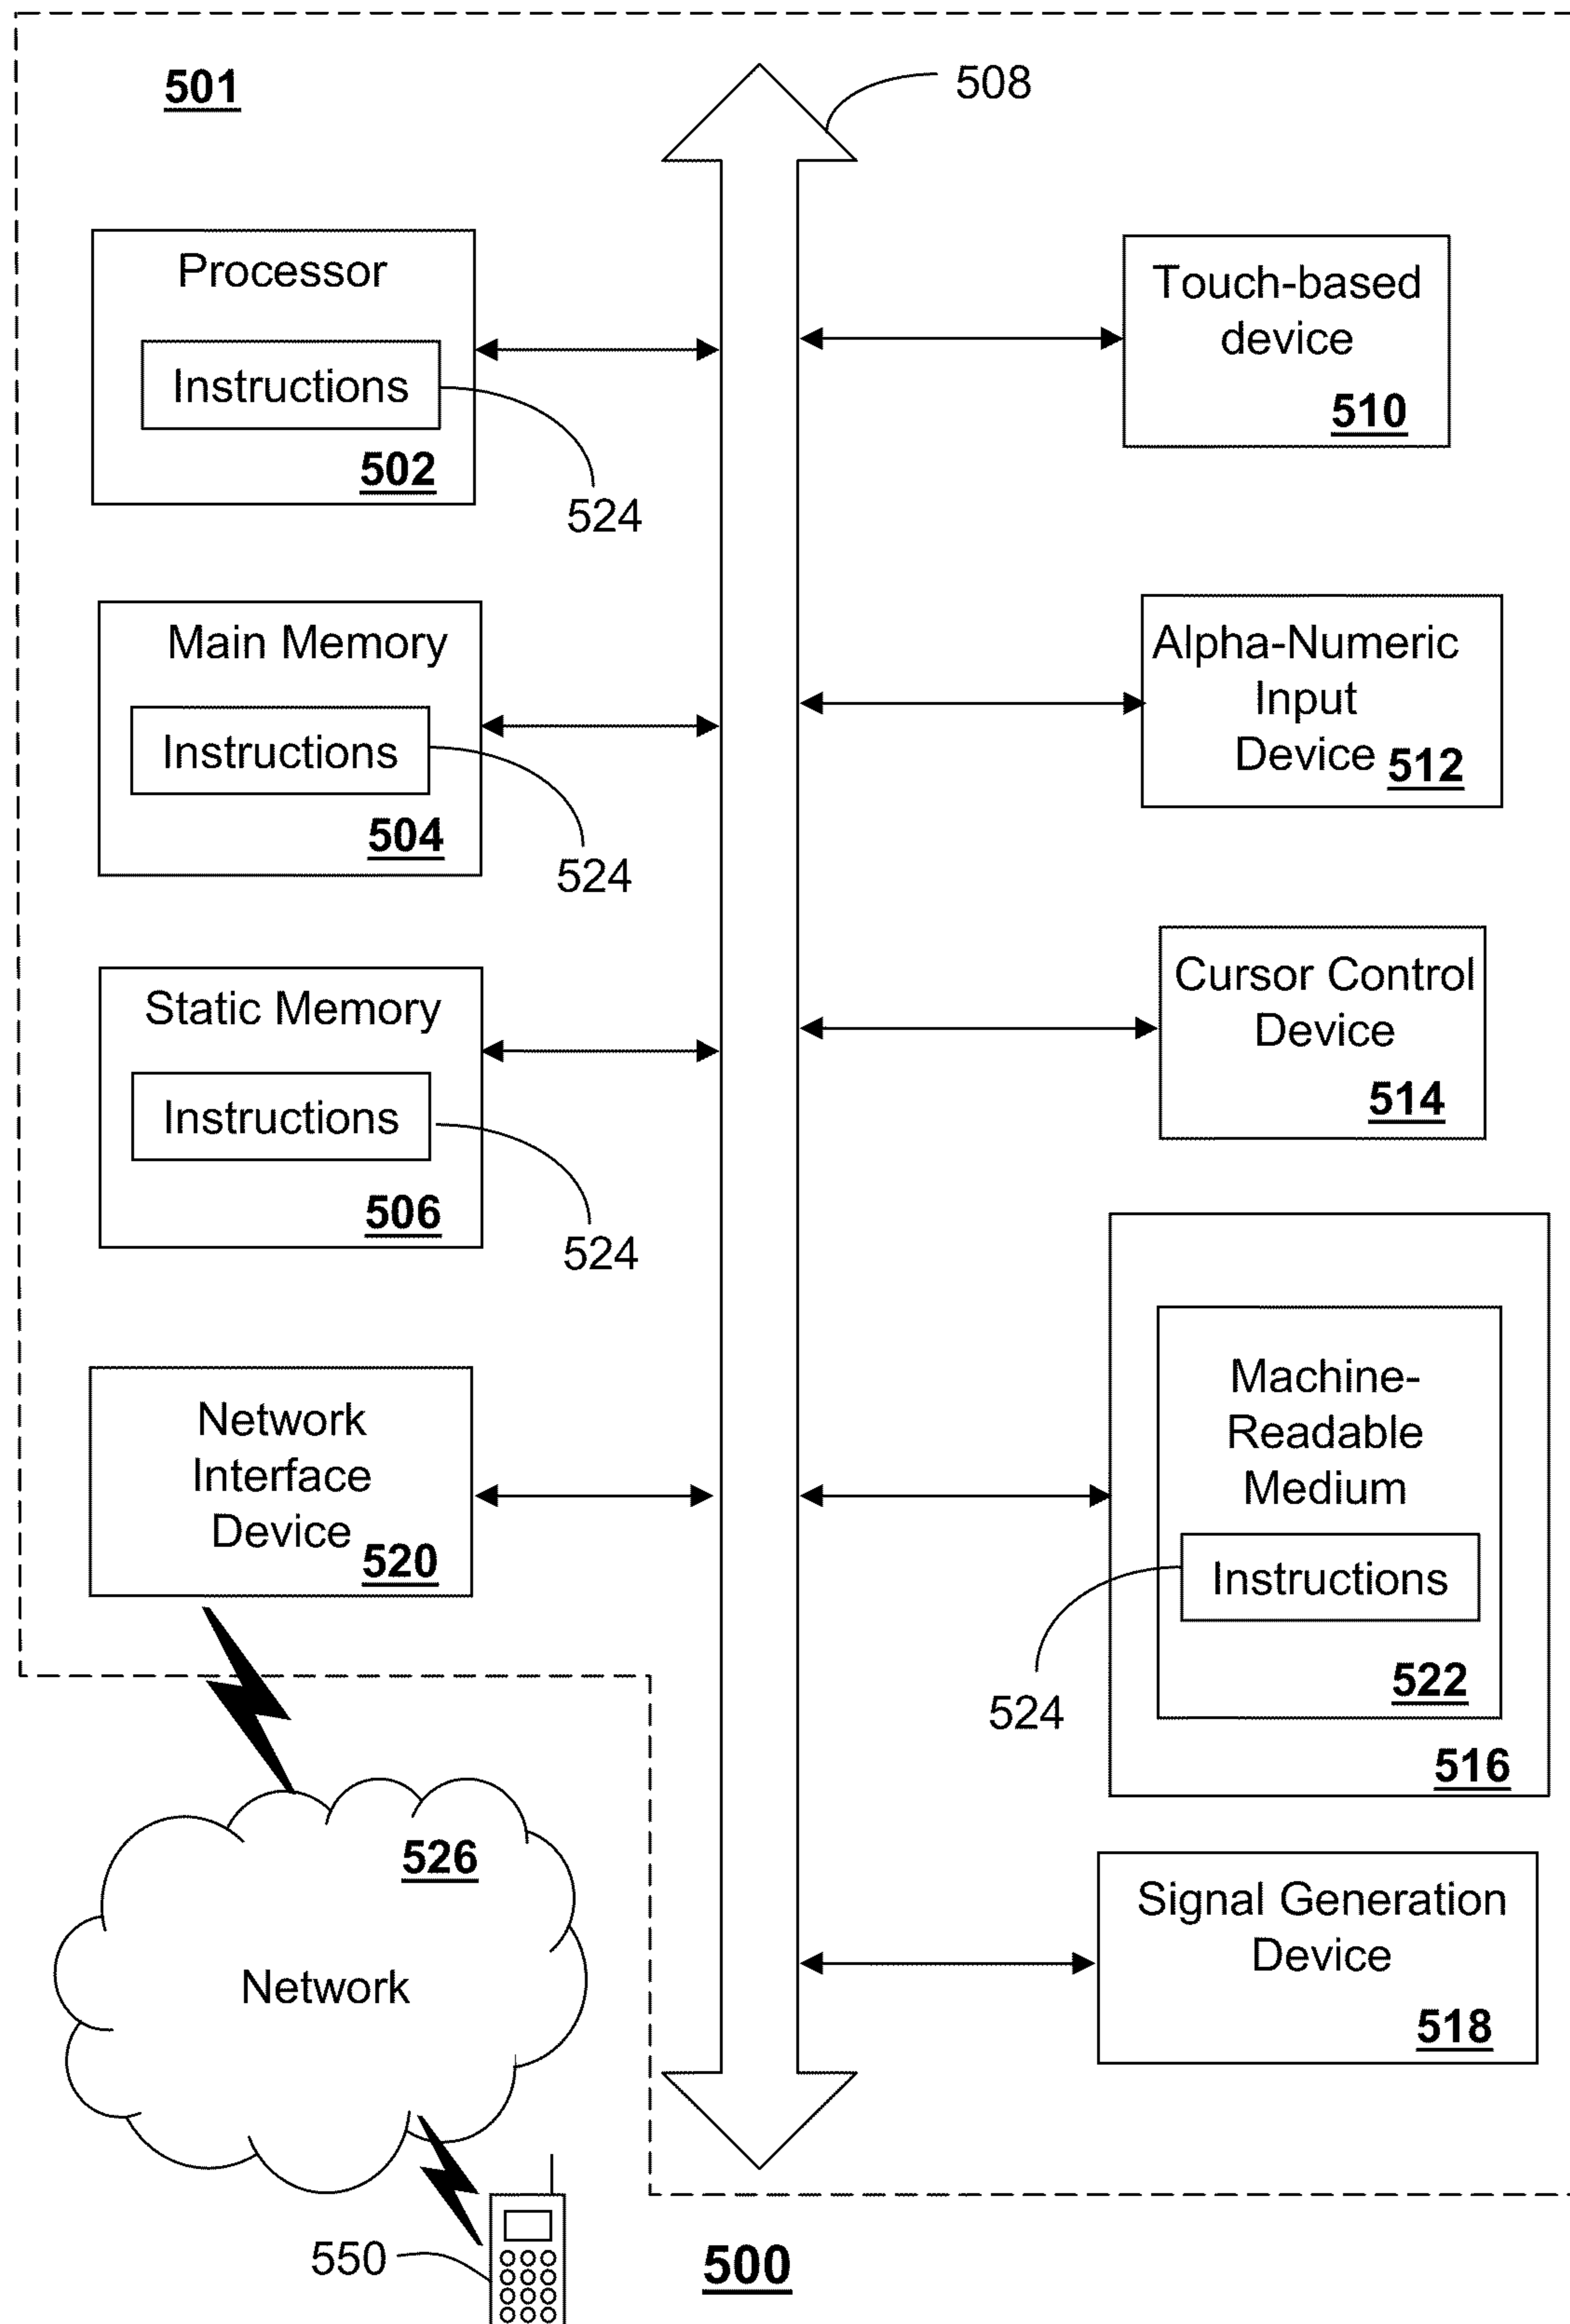 501
508
Processor
Instructions
502
524
Touch-based
device
510
Main Memory
Instructions
504
524
Alpha-Numeric
Input
Device 512
Static Memory
Instructions
506
524
Cursor Control
Device
514
Network
Interface
Device 520
Machine-
Readable
Medium
Instructions
522
524
516
526
Network
Signal Generation
Device
518
550
500